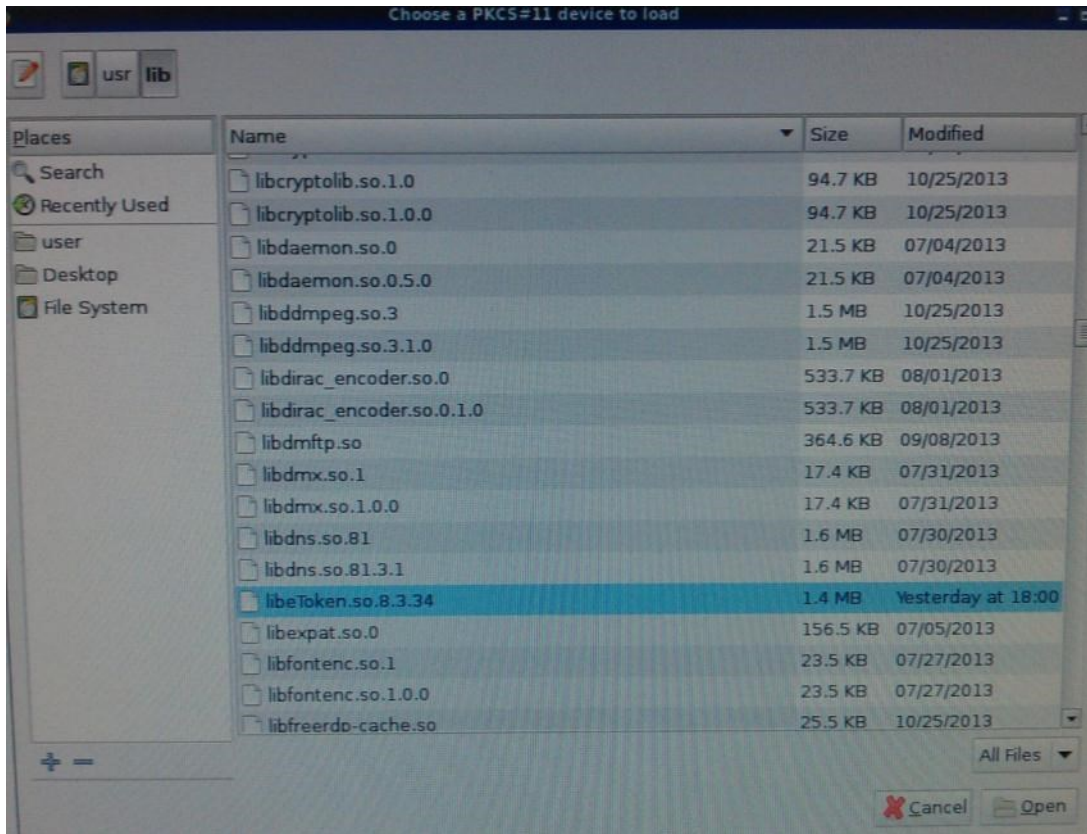 Choose a PKCS#11 device to load
usr lib
Places
Search
Recently Used
user
Desktop
File System
Name Size Modified
libcryptolib.so.1.0 94.7 KB 10/25/2013
libcryptolib.so.1.0.0 94.7 KB 10/25/2013
libdaemon.so.0 21.5 KB 07/04/2013
libdaemon.so.0.5.0 21.5 KB 07/04/2013
libddmpeg.so.3 1.5 MB 10/25/2013
libddmpeg.so.3.1.0 1.5 MB 10/25/2013
libdirac_encoder.so.0 533.7 KB 08/01/2013
libdirac_encoder.so.0.1.0 533.7 KB 08/01/2013
libdmftp.so 364.6 KB 09/08/2013
libdmx.so.1 17.4 KB 07/31/2013
libdmx.so.1.0.0 17.4 KB 07/31/2013
libdns.so.81 1.6 MB 07/30/2013
libdns.so.81.3.1 1.6 MB 07/30/2013
libeToken.so.8.3.34 1.4 MB Yesterday at 18:00
libexpat.so.0 156.5 KB 07/05/2013
libfontenc.so.1 23.5 KB 07/27/2013
libfontenc.so.1.0.0 23.5 KB 07/27/2013
libfreerdp-cache.so 25.5 KB 10/25/2013
All Files
Cancel Open